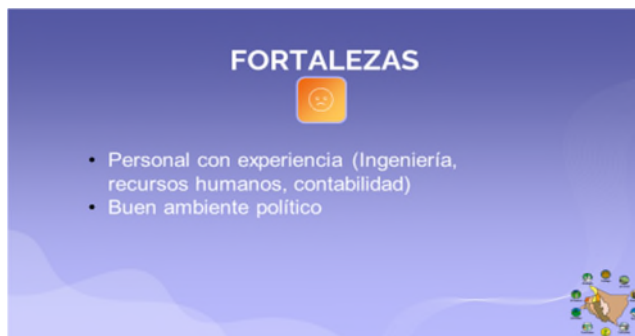 FORTALEZAS
• Personal con experiencia (Ingeniería,
recursos humanos, contabilidad)
• Buen ambiente político